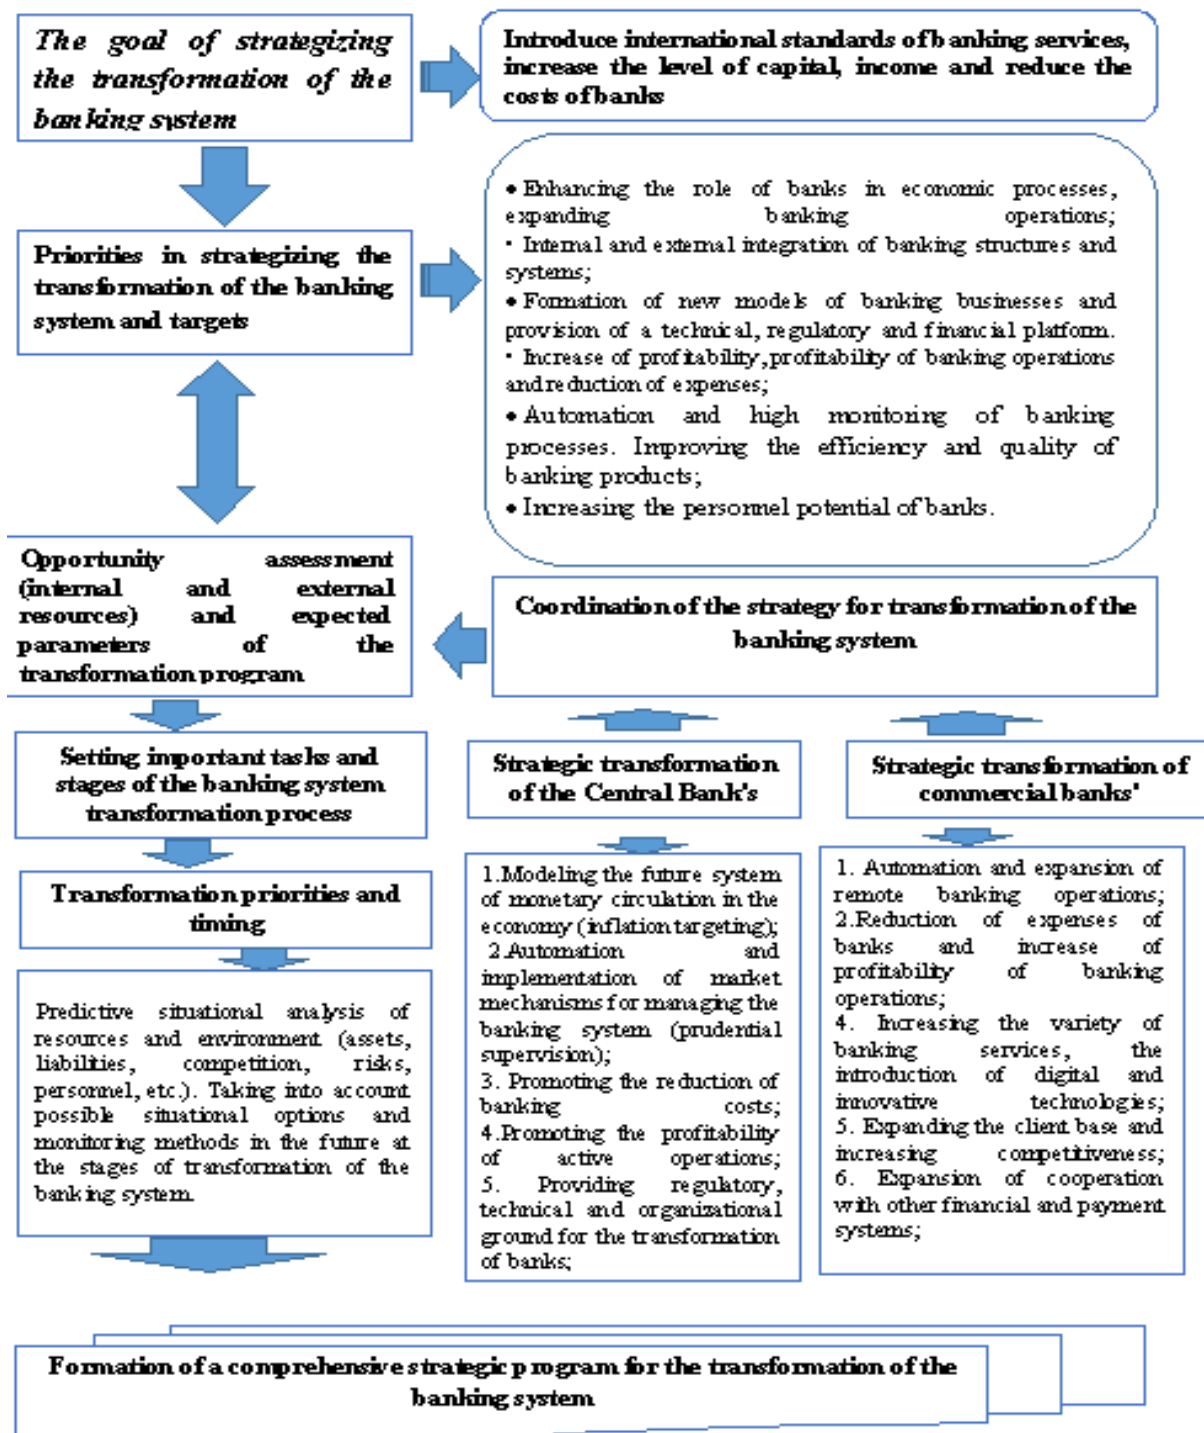 The goal of strategizing
the transformation of the
banking system
Introduce international standards of banking services,
increase the level of capital, income and reduce the
costs of banks
Priorities in strategizing the
transformation of the banking
system and targets
• Enhancing the role of banks in economic processes,
expanding banking operations;
· Internal and external integration of banking structures and
systems;
• Formation of new models of banking businesses and
provision of a technical, regulatory and financial platform.
· Increase of profitability, profitability of banking operations
and reduction of expenses;
• Automation and high monitoring of banking
processes. Improving the efficiency and quality of
banking products;
• Increasing the personnel potential of banks.
Opportunity assessment
(internal and external
resources) and expected
parameters of the
transformation program
Coordination of the strategy for transformation of the
banking system
Setting important tasks and
stages of the banking system
transformation process
Strategic transformation
of the Central Bank's
Strategic transformation of
commercial banks'
Transformation priorities and
timing
Predictive situational analysis of
resources and environment (assets,
liabilities, competition, risks,
personnel, etc.). Taking into account
possible situational options and
monitoring methods in the future at
the stages of transformation of the
banking system.
1.Modeling the future system
of monetary circulation in the
economy (inflation targeting);
2.Automation and
implementation of market
mechanisms for managing the
banking system (prudential
supervision);
3. Promoting the reduction of
banking costs;
4.Promoting the profitability
of active operations;
5. Providing regulatory,
technical and organizational
ground for the transformation
of banks;
1. Automation and expansion of
remote banking operations;
2.Reduction of expenses of
banks and increase of
profitability of banking
operations;
4. Increasing the variety of
banking services, the
introduction of digital and
innovative technologies;
5. Expanding the client base and
increasing competitiveness;
6. Expansion of cooperation
with other financial and payment
systems;
Formation of a comprehensive strategic program for the transformation of the
banking system